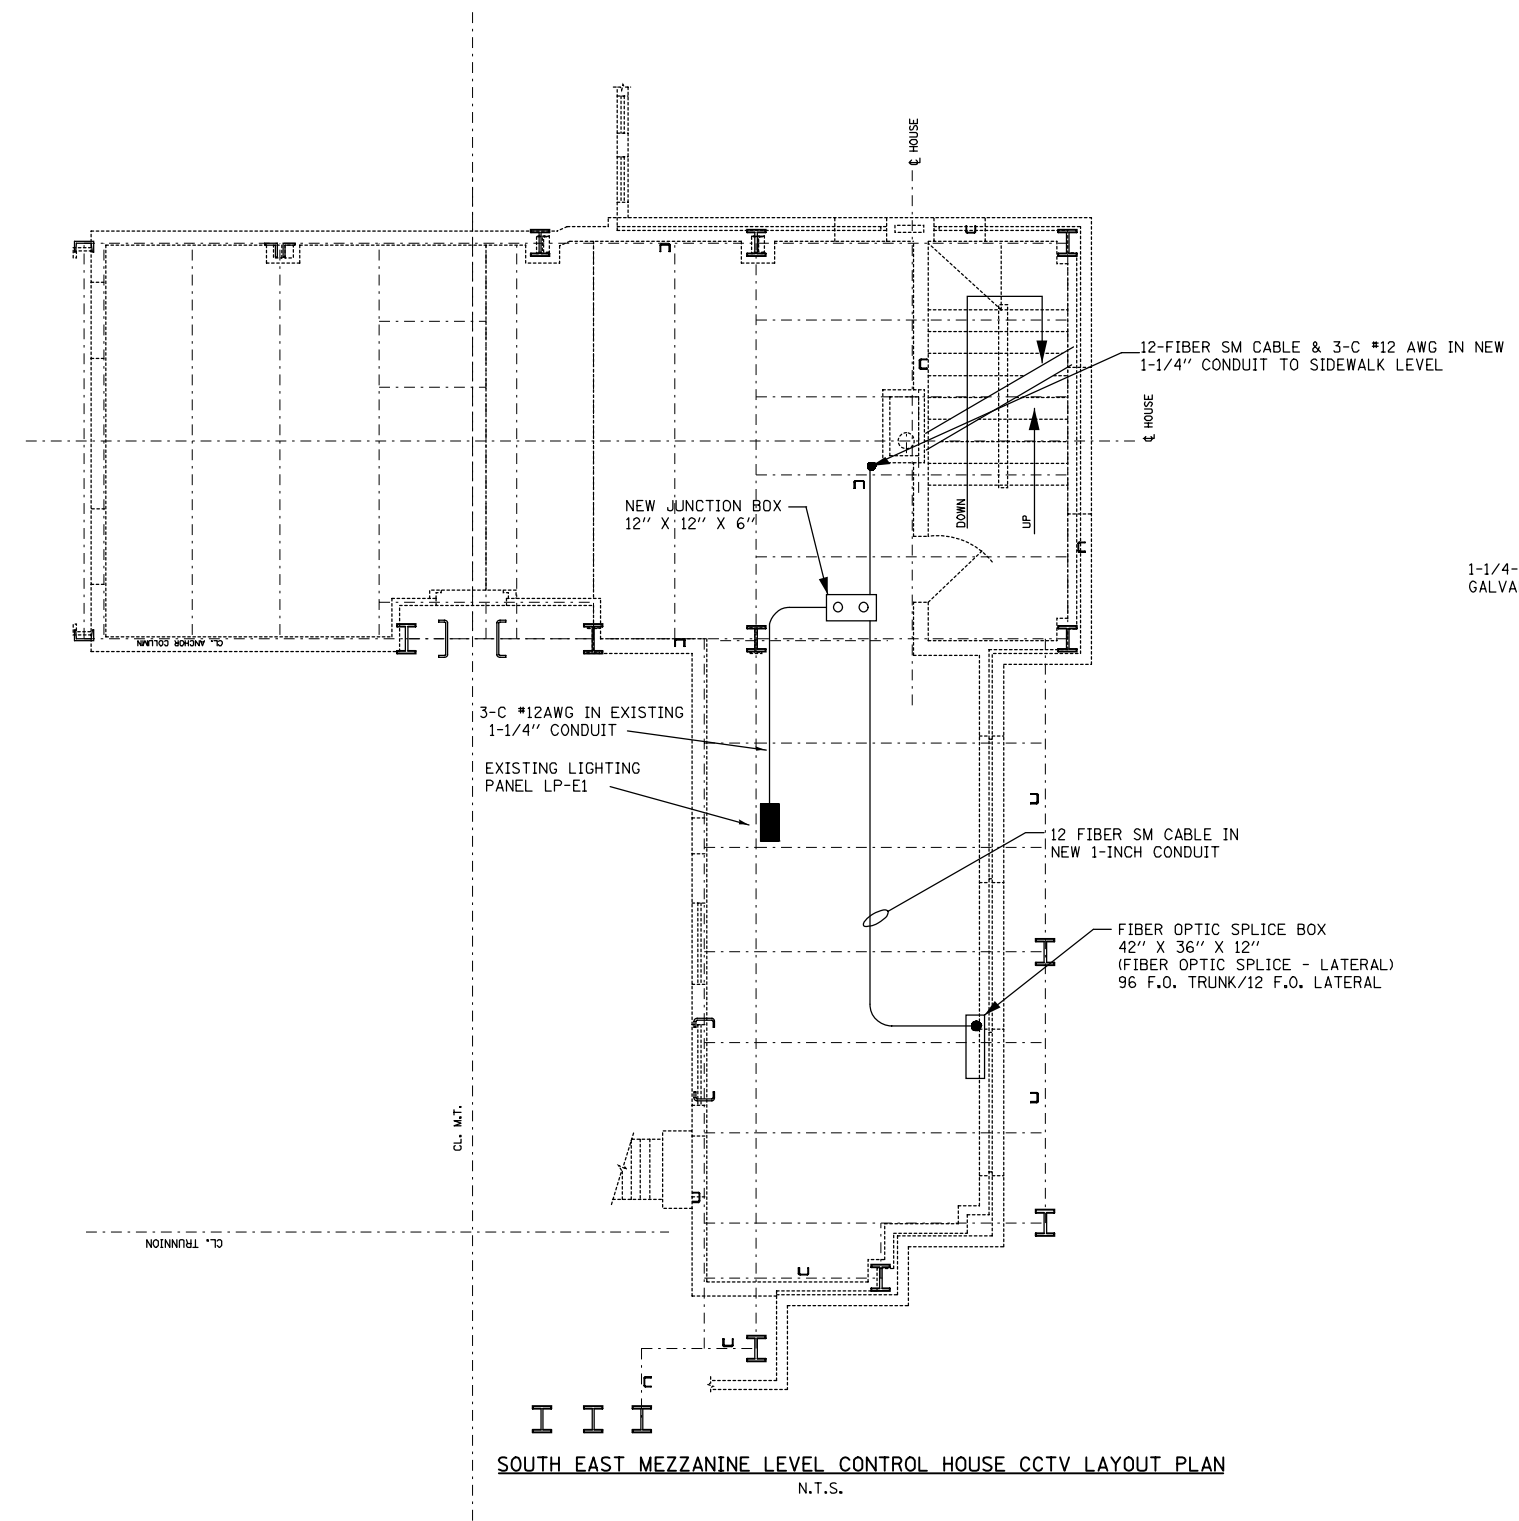 ℄ HOUSE
12-FIBER SM CABLE & 3-C #12 AWG IN NEW
1-1/4" CONDUIT TO SIDEWALK LEVEL
℄ HOUSE
NEW JUNCTION BOX
12" X 12" X 6"
DOWN
UP
1-1/4-
GALVA
CL. ANCHOR COLUMN
3-C #12AWG IN EXISTING
1-1/4" CONDUIT
EXISTING LIGHTING
PANEL LP-E1
12 FIBER SM CABLE IN
NEW 1-INCH CONDUIT
FIBER OPTIC SPLICE BOX
42" X 36" X 12"
(FIBER OPTIC SPLICE - LATERAL)
96 F.O. TRUNK/12 F.O. LATERAL
CL. M.T.
CL. TRUNNION
SOUTH EAST MEZZANINE LEVEL CONTROL HOUSE CCTV LAYOUT PLAN
N.T.S.